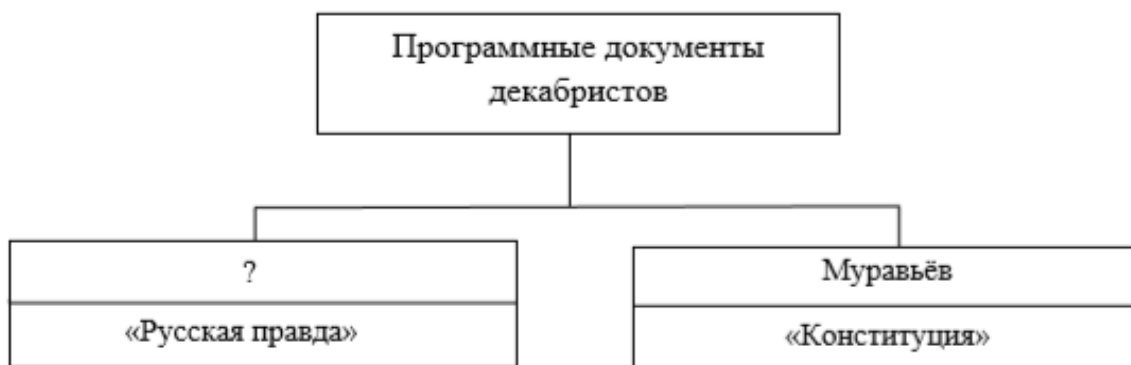 Программные документы
декабристов
?
«Русская правда»
Муравьёв
«Конституция»